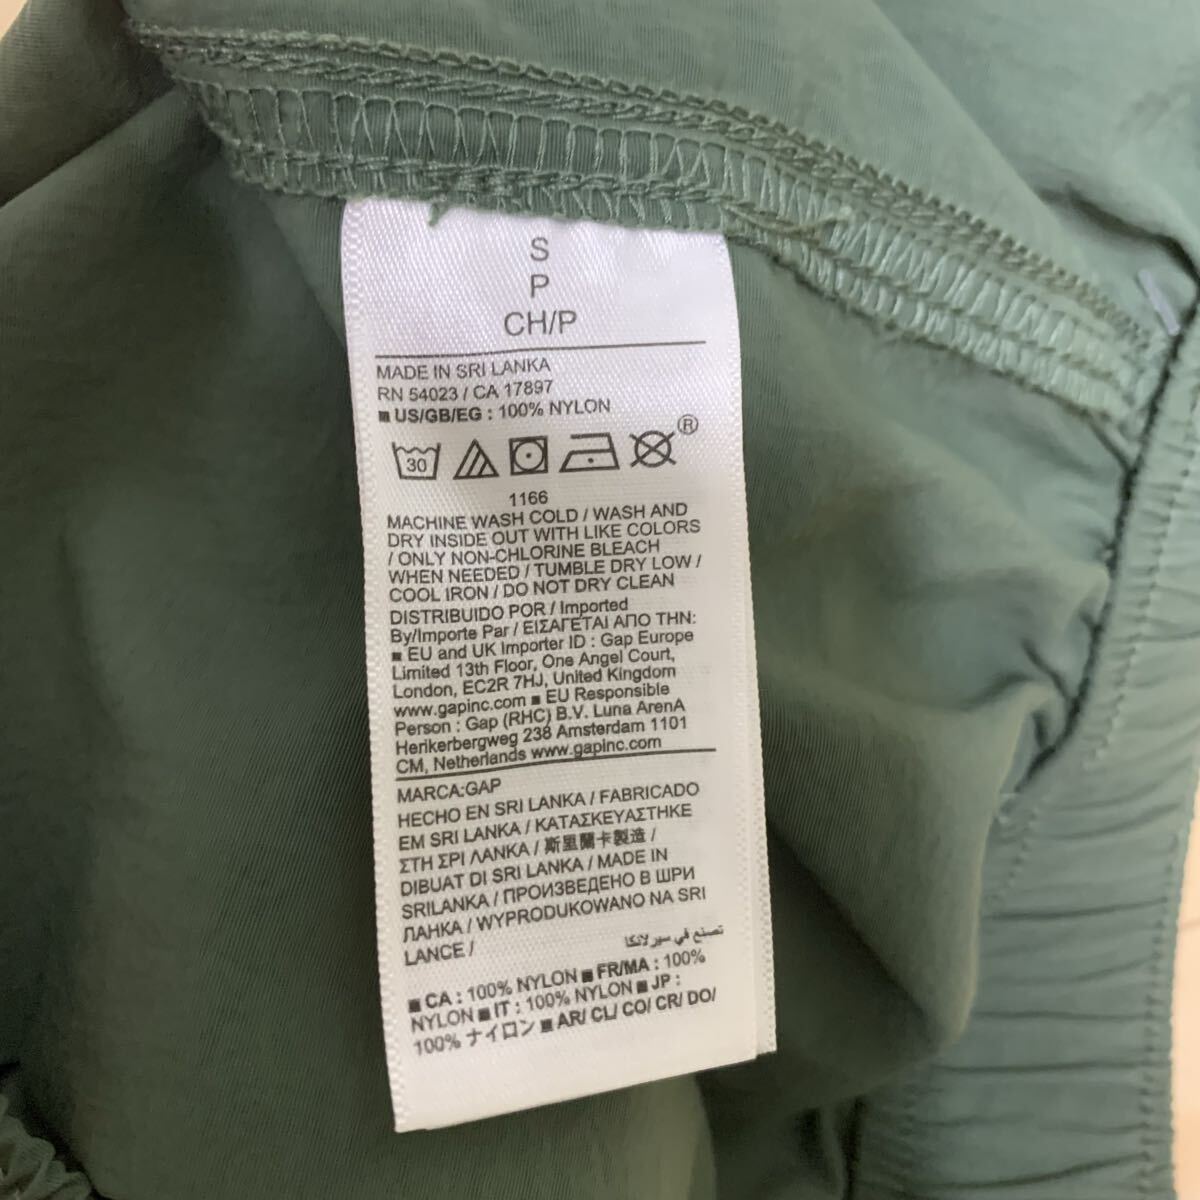 S
P
CH/P
MADE IN SRI LANKA
RN 54023 / CA 17897
■ US/GB/EG : 100% NYLON
30
®
1166
MACHINE WASH COLD / WASH AND
DRY INSIDE OUT WITH LIKE COLORS
/ ONLY NON-CHLORINE BLEACH
WHEN NEEDED / TUMBLE DRY LOW /
COOL IRON / DO NOT DRY CLEAN
DISTRIBUIDO POR / Imported
By/Importe Par / ΕΙΣΑΓΕΤΑΙ ΑΠΟ ΤΗΝ:
■ EU and UK Importer ID : Gap Europe
Limited 13th Floor, One Angel Court,
London, EC2R 7HJ, United Kingdom
www.gapinc.com ■ EU Responsible
Person : Gap (RHC) B.V. Luna ArenA
Herikerbergweg 238 Amsterdam 1101
CM, Netherlands www.gapinc.com
MARCA:GAP
HECHO EN SRI LANKA / FABRICADO
EM SRI LANKA / ΚΑΤΑΣΚΕΥΑΣΤΗΚΕ
ΣΤΗ ΣΡΙ ΛΑΝΚΑ / 斯里蘭卡製造 /
DIBUAT DI SRI LANKA / MADE IN
SRILANKA / ПРОИЗВЕДЕНО В ШРИ
ЛАНКА / WYPRODUKOWANO NA SRI
LANCE / تصنع في سيرلانكا
■ CA : 100% NYLON ■ FR/MA : 100%
NYLON ■ IT : 100% NYLON ■ JP :
100% ナイロン ■ AR/ CL/ CO/ CR/ DO/